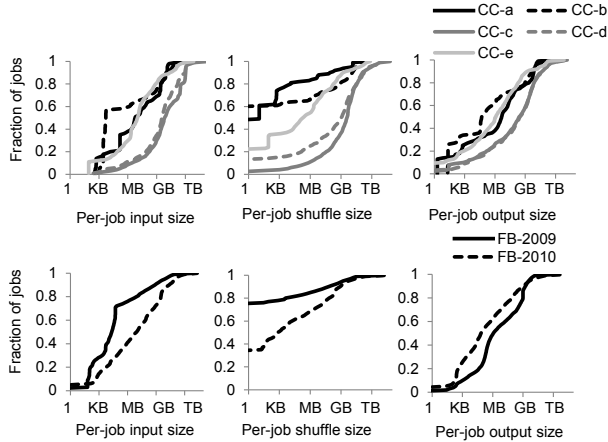 CC-a CC-b
CC-c CC-d
CC-e
Fraction of jobs
1
0.8
0.6
0.4
0.2
0
1 KB MB GB TB
Per-job input size
1
0.8
0.6
0.4
0.2
0
1 KB MB GB TB
Per-job shuffle size
1
0.8
0.6
0.4
0.2
0
1 KB MB GB TB
Per-job output size
FB-2009
FB-2010
Fraction of jobs
1
0.8
0.6
0.4
0.2
0
1 KB MB GB TB
Per-job input size
1
0.8
0.6
0.4
0.2
0
1 KB MB GB TB
Per-job shuffle size
1
0.8
0.6
0.4
0.2
0
1 KB MB GB TB
Per-job output size